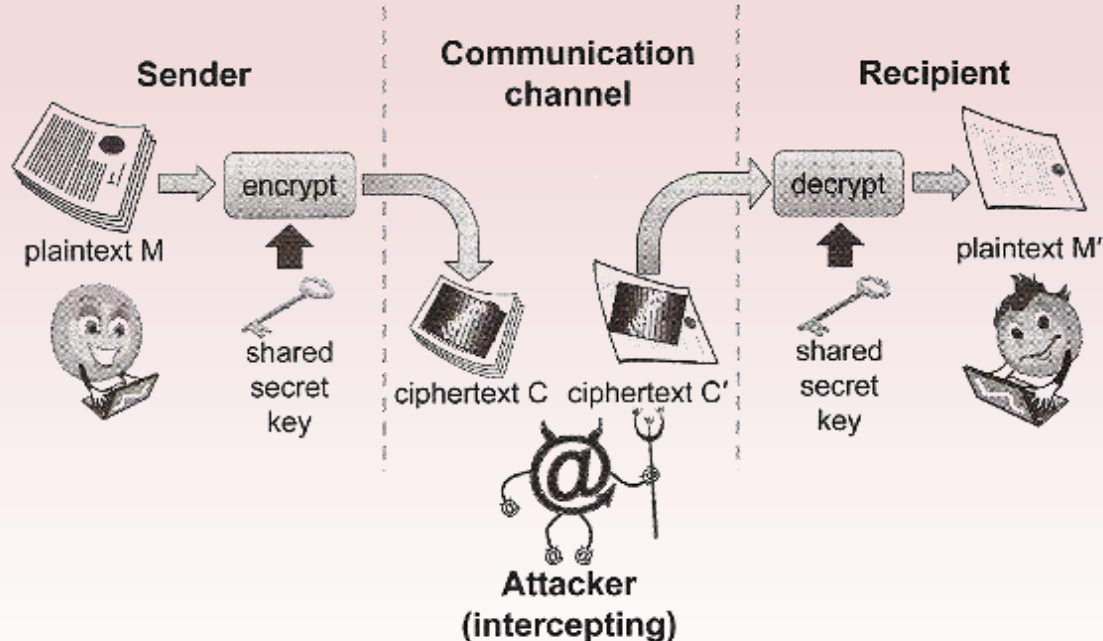 Sender
Communication
channel
Recipient
encrypt
decrypt
plaintext M
plaintext M′
shared
secret
key
ciphertext C
ciphertext C′
shared
secret
key
@
Attacker
(intercepting)